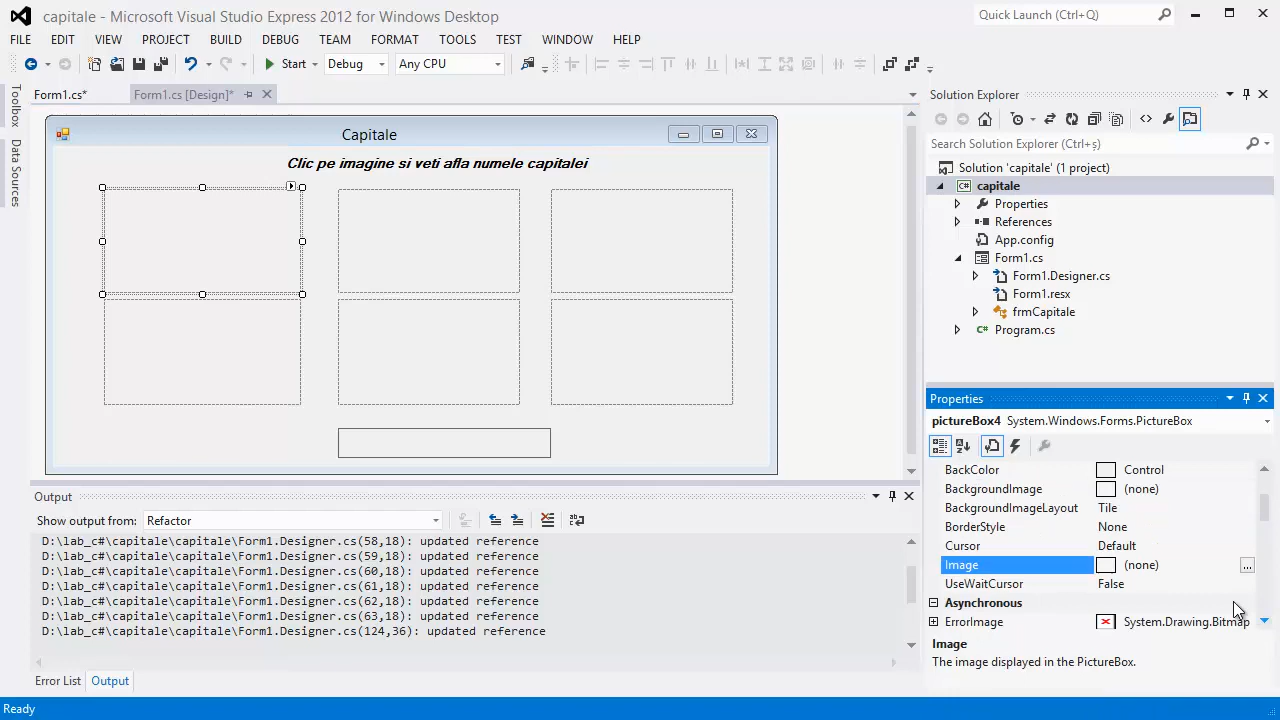 capitale - Microsoft Visual Studio Express 2012 for Windows Desktop
Quick Launch (Ctrl+Q)
FILE EDIT VIEW PROJECT BUILD DEBUG TEAM FORMAT TOOLS TEST WINDOW HELP
Start Debug Any CPU
Toolbox
Data Sources
Form1.cs* Form1.cs [Design]*
Capitale
Clic pe imagine si veti afla numele capitalei
Output
Show output from: Refactor
D:\lab_c#\capitale\capitale\Form1.Designer.cs(58,18): updated reference
D:\lab_c#\capitale\capitale\Form1.Designer.cs(59,18): updated reference
D:\lab_c#\capitale\capitale\Form1.Designer.cs(60,18): updated reference
D:\lab_c#\capitale\capitale\Form1.Designer.cs(61,18): updated reference
D:\lab_c#\capitale\capitale\Form1.Designer.cs(62,18): updated reference
D:\lab_c#\capitale\capitale\Form1.Designer.cs(63,18): updated reference
D:\lab_c#\capitale\capitale\Form1.Designer.cs(124,36): updated reference
Error List Output
Solution Explorer
Search Solution Explorer (Ctrl+ş)
Solution 'capitale' (1 project)
C# capitale
Properties
References
App.config
Form1.cs
Form1.Designer.cs
Form1.resx
frmCapitale
C# Program.cs
Properties
pictureBox4 System.Windows.Forms.PictureBox
BackColor Control
BackgroundImage (none)
BackgroundImageLayout Tile
BorderStyle None
Cursor Default
Image (none) ...
UseWaitCursor False
Asynchronous
ErrorImage System.Drawing.Bitmap
Image
The image displayed in the PictureBox.
Ready